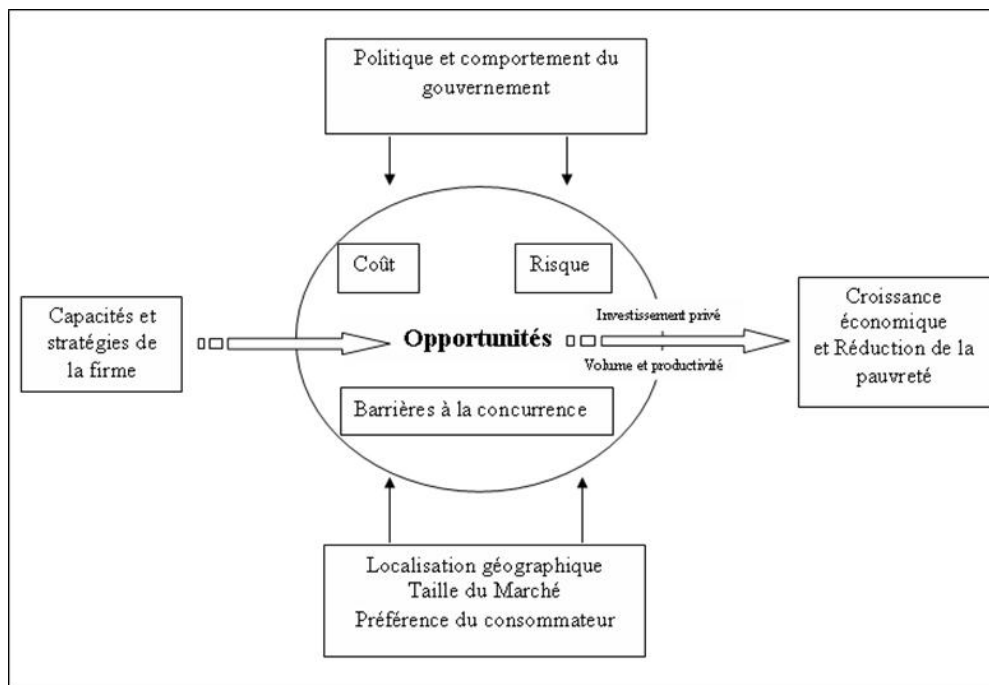 Politique et comportement du
gouvernement
Coût
Risque
Capacités et
stratégies de
la firme
Opportunités
Investissement privé
Volume et productivité
Croissance
économique
et Réduction de la
pauvreté
Barrières à la concurrence
Localisation géographique
Taille du Marché
Préférence du consommateur